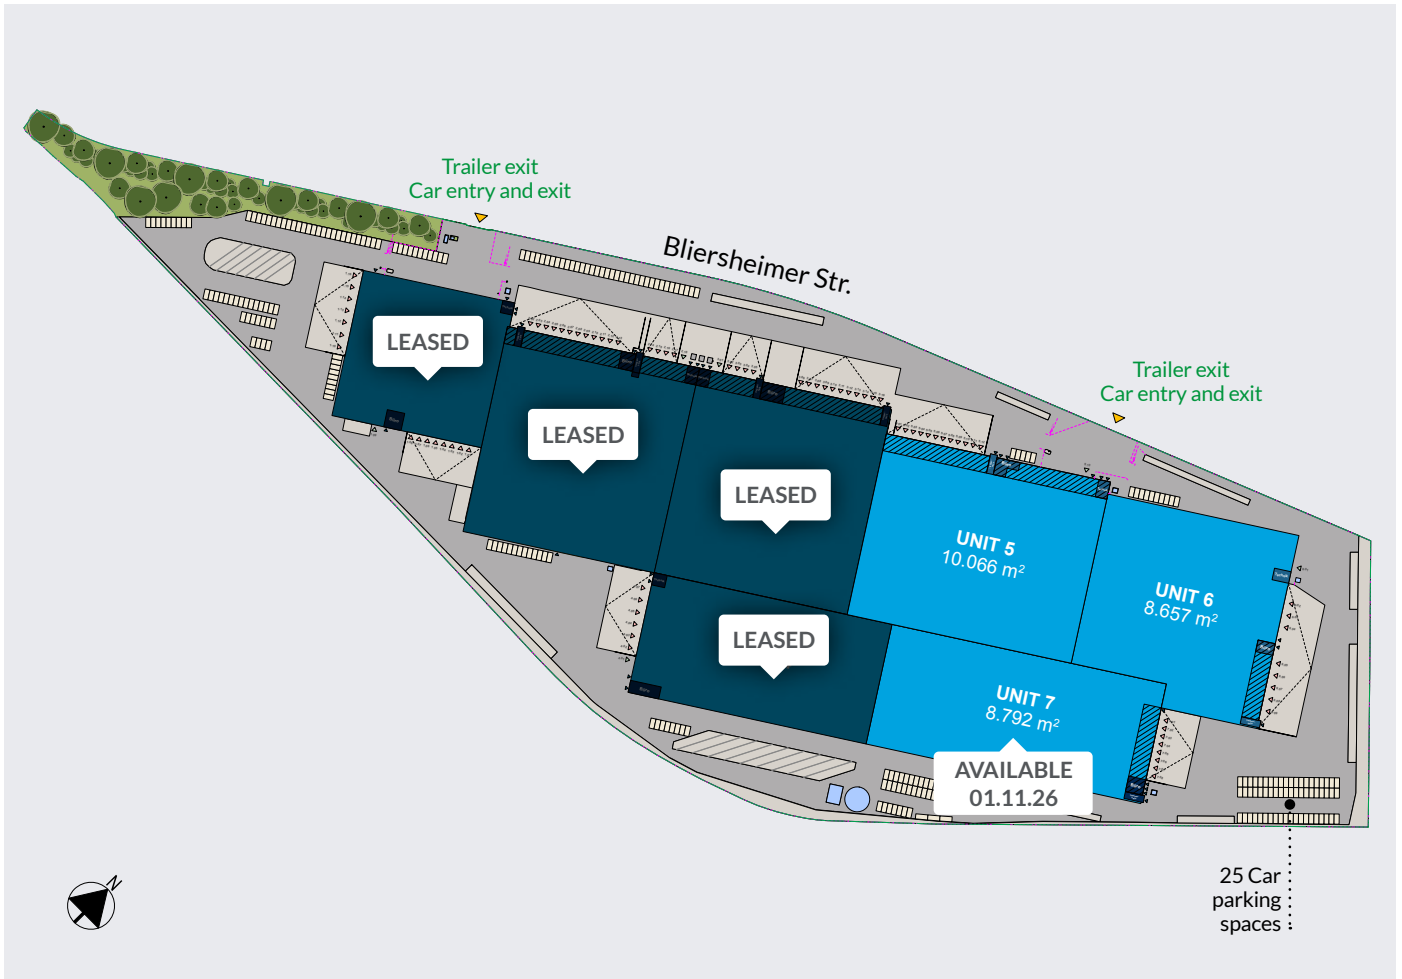 Trailer exit
Car entry and exit
Bliersheimer Str.
LEASED
Trailer exit
Car entry and exit
LEASED
LEASED
UNIT 5
10.066 m²
UNIT 6
8.657 m²
LEASED
UNIT 7
8.792 m²
AVAILABLE
01.11.26
25 Car
parking
spaces
N